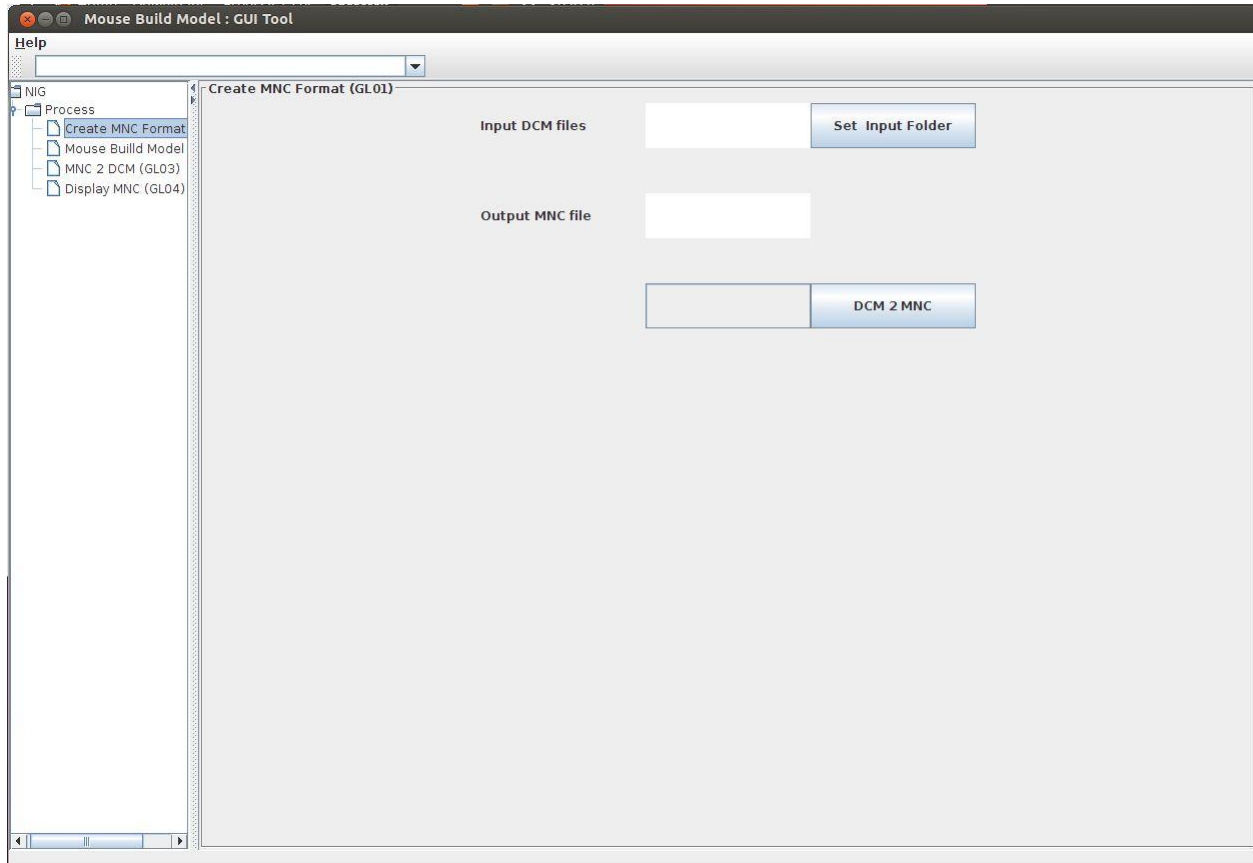 Mouse Build Model : GUI Tool
Help
NIG
Process
Create MNC Format
Mouse Builld Model
MNC 2 DCM (GL03)
Display MNC (GL04)
Create MNC Format (GL01)
Input DCM files
Set Input Folder
Output MNC file
DCM 2 MNC